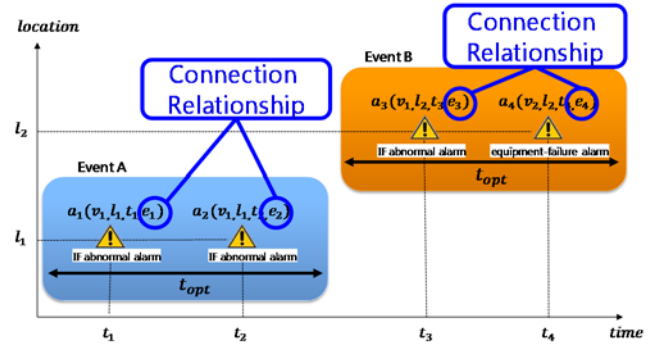 location
Connection
Relationship
Event B
Connection
Relationship
a₃(v₁,l₂,t₃,e₃)
a₄(v₂,l₂,t₄,e₄)
l₂
IF abnormal alarm
equipment-failure alarm
t_opt
Event A
a₁(v₁,l₁,t₁,e₁)
a₂(v₁,l₁,t₂,e₂)
l₁
IF abnormal alarm
IF abnormal alarm
t_opt
t₁
t₂
t₃
t₄
time